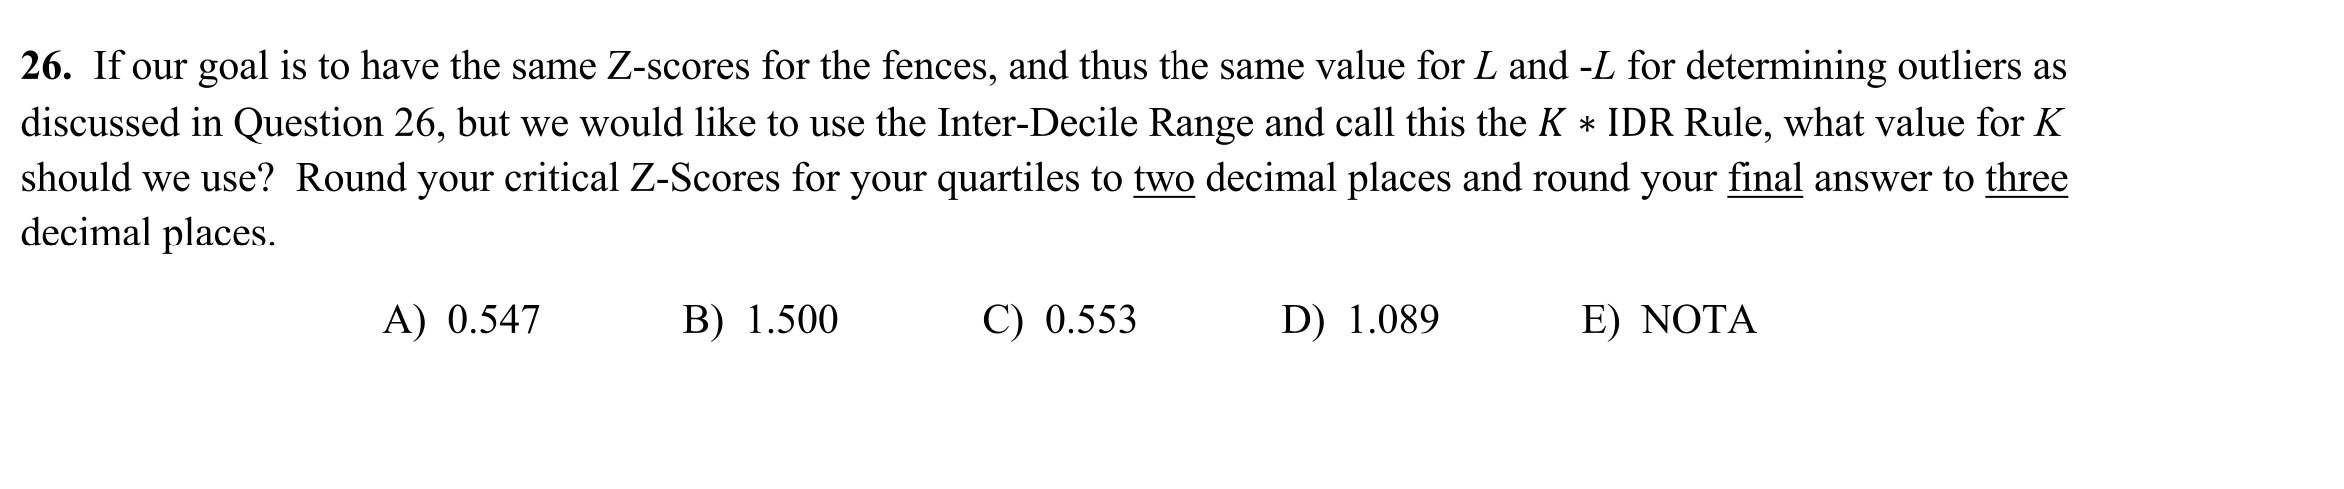 26. If our goal is to have the same Z-scores for the fences, and thus the same value for L and -L for determining outliers as
discussed in Question 26, but we would like to use the Inter-Decile Range and call this the K * IDR Rule, what value for K
should we use? Round your critical Z-Scores for your quartiles to two decimal places and round your final answer to three
decimal places.
A) 0.547 B) 1.500 C) 0.553 D) 1.089 E) NOTA